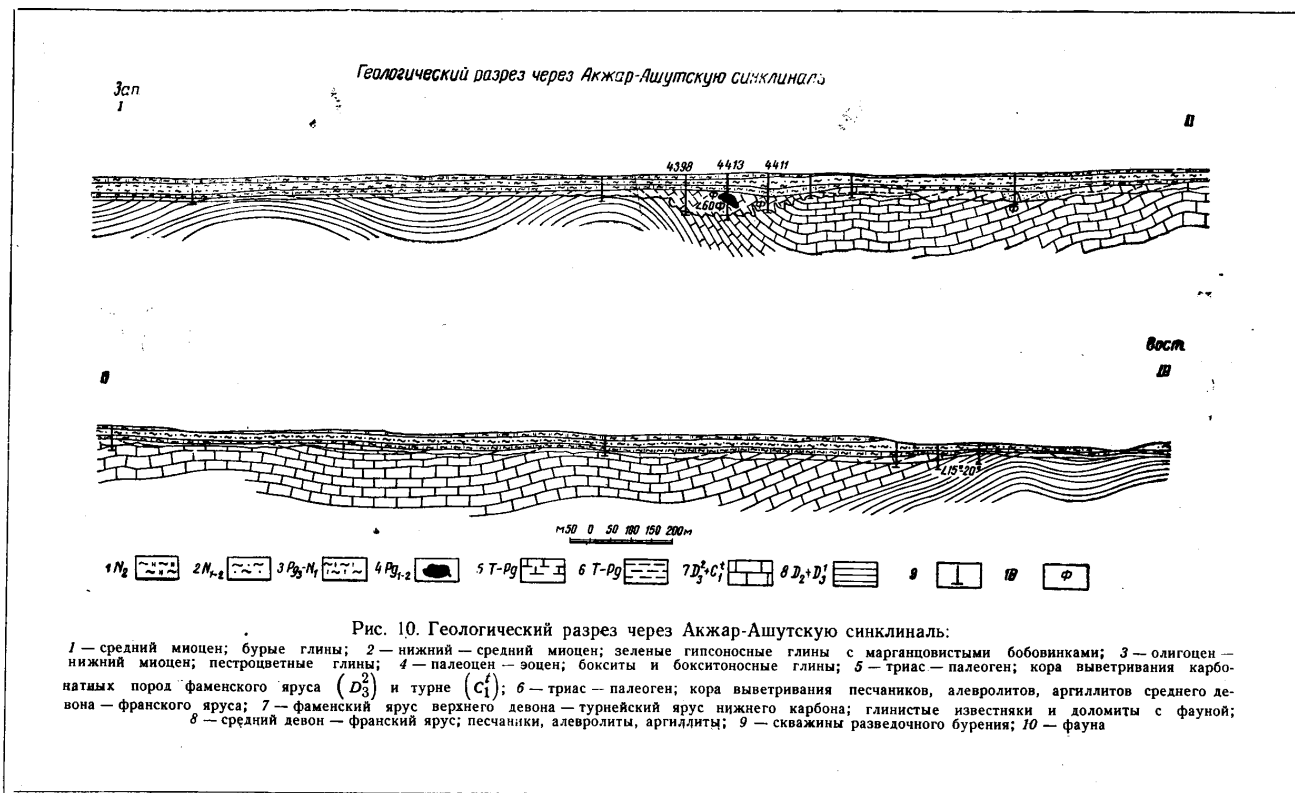 Геологический разрез через Акжар-Ашутскую синклиналь
Зап
I
II
4398 4413 4411
∠60 Ф
Ф
Ф
Вост
II
III
∠15°-20°
м50 0 50 100 150 200м
1 N₂ 2 N₁₋₂ 3 Pg₃-N₁ 4 Pg₁₋₂ 5 T-Pg 6 T-Pg 7 D₃²+C₁ᵗ 8 D₂+D₃¹ 9 10 Ф
Рис. 10. Геологический разрез через Акжар-Ашутскую синклиналь:
1 — средний миоцен; бурые глины; 2 — нижний — средний миоцен; зеленые гипсоносные глины с марганцовистыми бобовинками; 3 — олигоцен —
нижний миоцен; пестроцветные глины; 4 — палеоцен — эоцен; бокситы и бокситоносные глины; 5 — триас — палеоген; кора выветривания карбо-
натных пород фаменского яруса (D₃²) и турне (C₁ᵗ); 6 — триас — палеоген; кора выветривания песчаников, алевролитов, аргиллитов среднего де-
вона — франского яруса; 7 — фаменский ярус верхнего девона — турнейский ярус нижнего карбона; глинистые известняки и доломиты с фауной;
8 — средний девон — франский ярус; песчаники, алевролиты, аргиллиты; 9 — скважины разведочного бурения; 10 — фауна